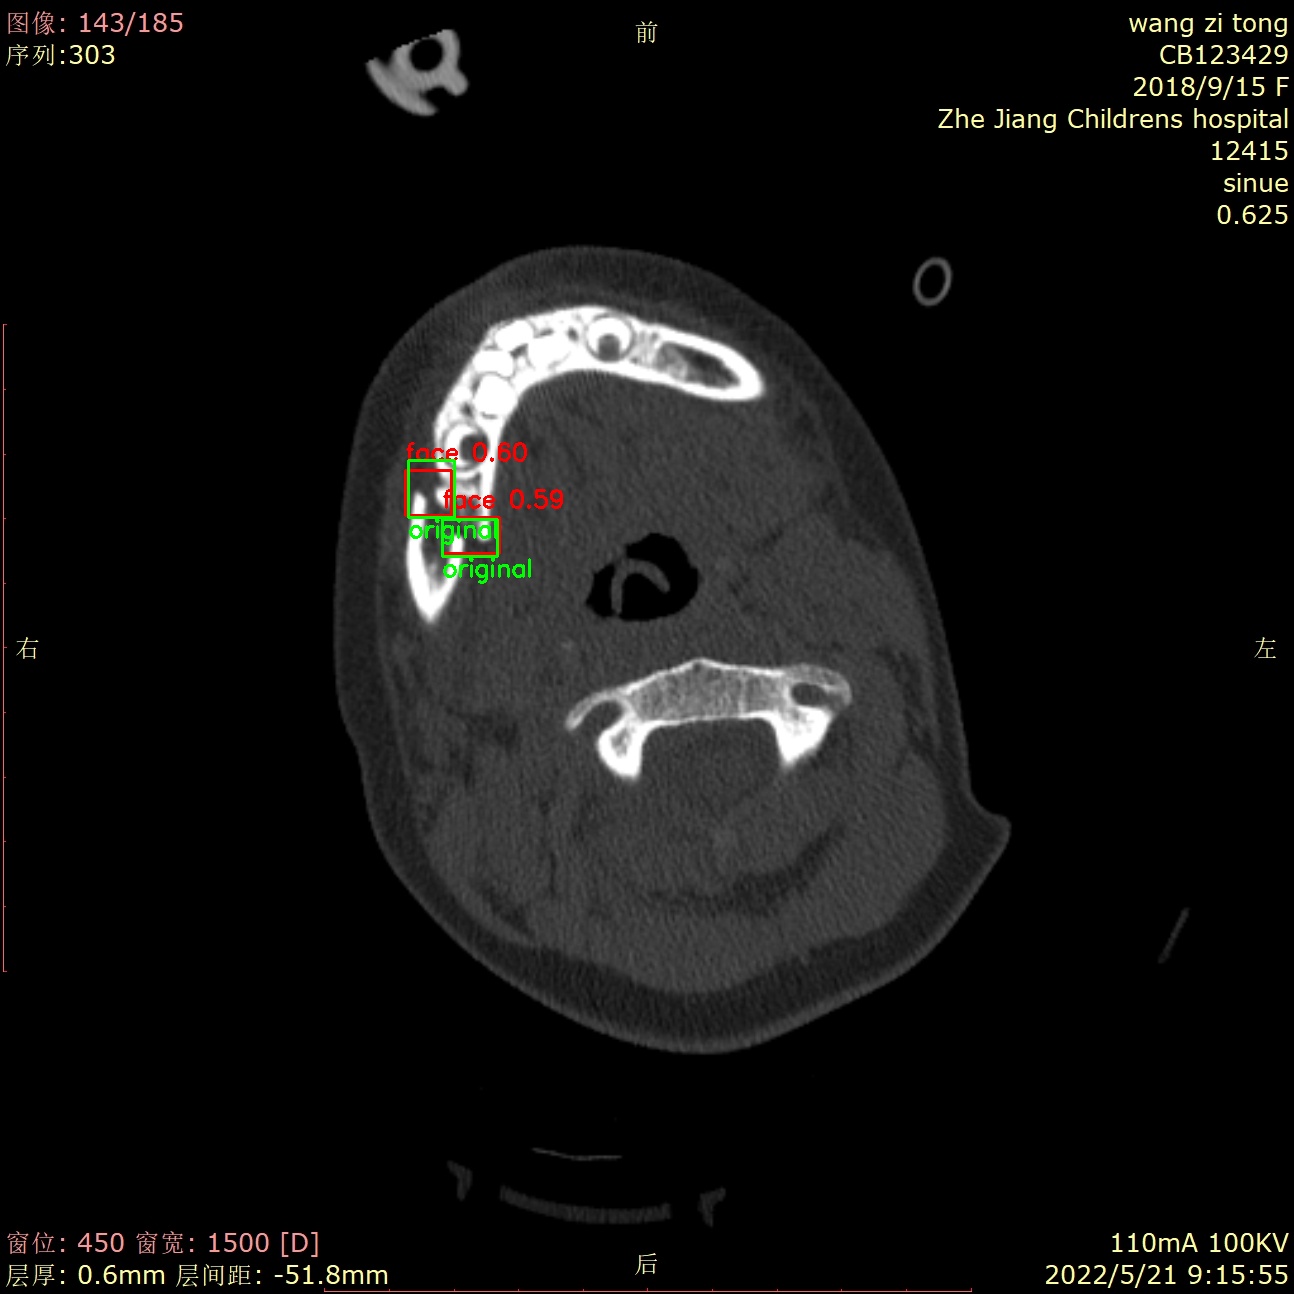 图像: 143/185
序列:303
前
wang zi tong
CB123429
2018/9/15 F
Zhe Jiang Childrens hospital
12415
sinue
0.625
face 0.60
face 0.59
original
original
右
左
窗位: 450 窗宽: 1500 [D]
层厚: 0.6mm 层间距: -51.8mm
后
110mA 100KV
2022/5/21 9:15:55